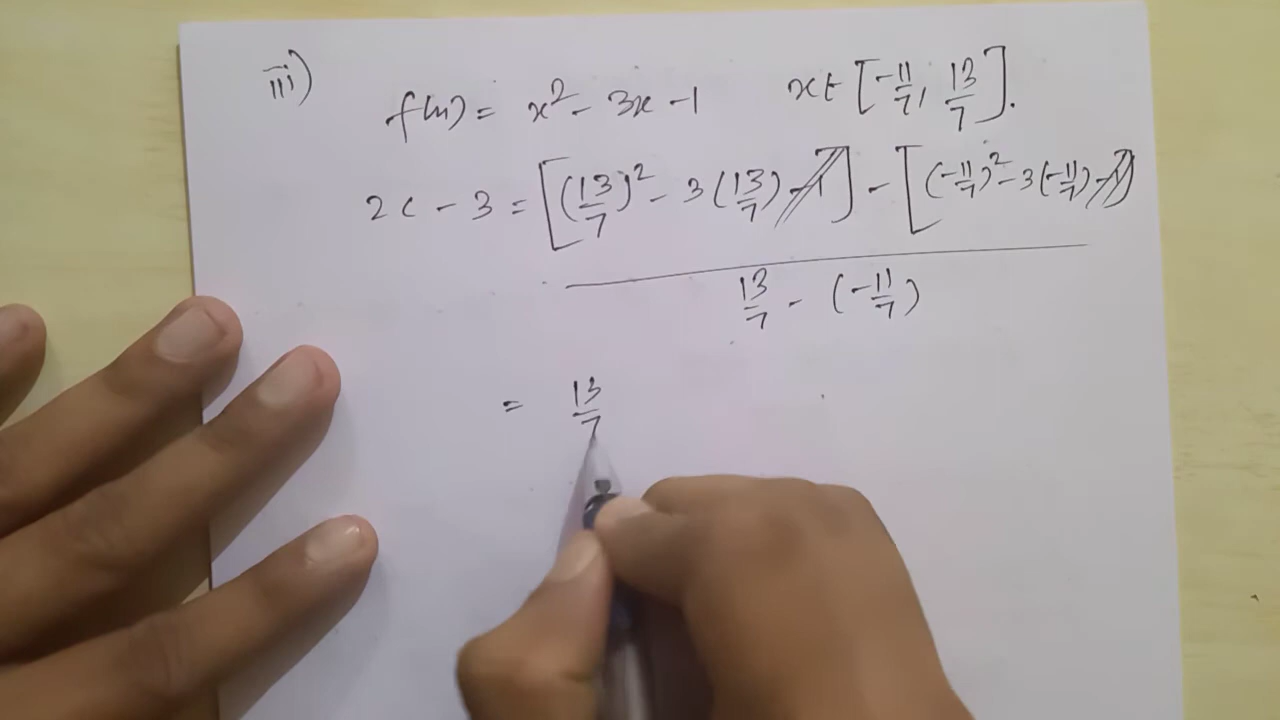 iii)
f(x) = x² - 3x - 1 x ∈ [-11/7, 13/7].
2c - 3 = [(13/7)² - 3(13/7) - 1] - [(-11/7)² - 3(-11/7) - 1]
13/7 - (-11/7)
= 13/7